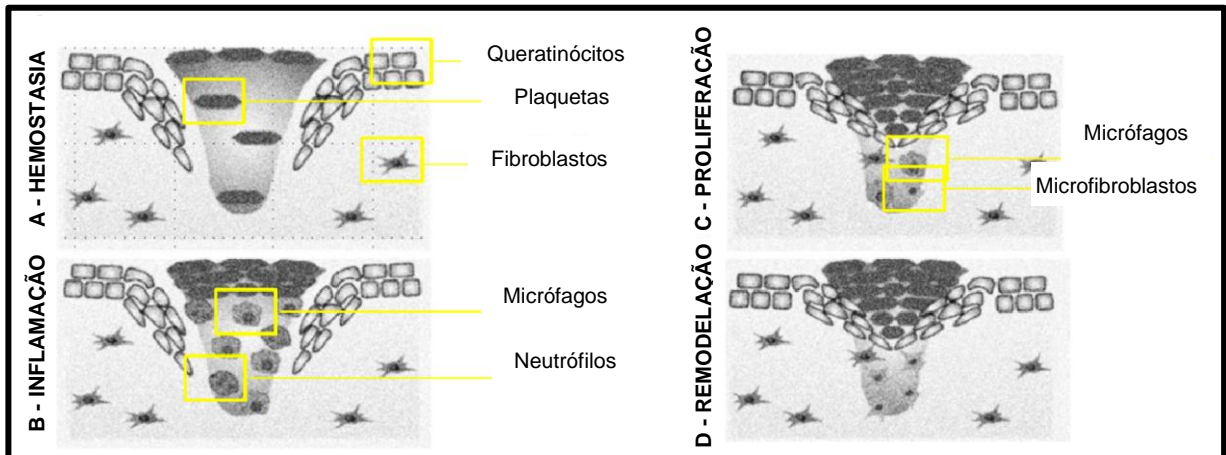 A - HEMOSTASIA
Queratinócitos
Plaquetas
Fibroblastos
B - INFLAMAÇÃO
Micrófagos
Neutrófilos
C - PROLIFERAÇÃO
Micrófagos
Microfibroblastos
D - REMODELAÇÃO